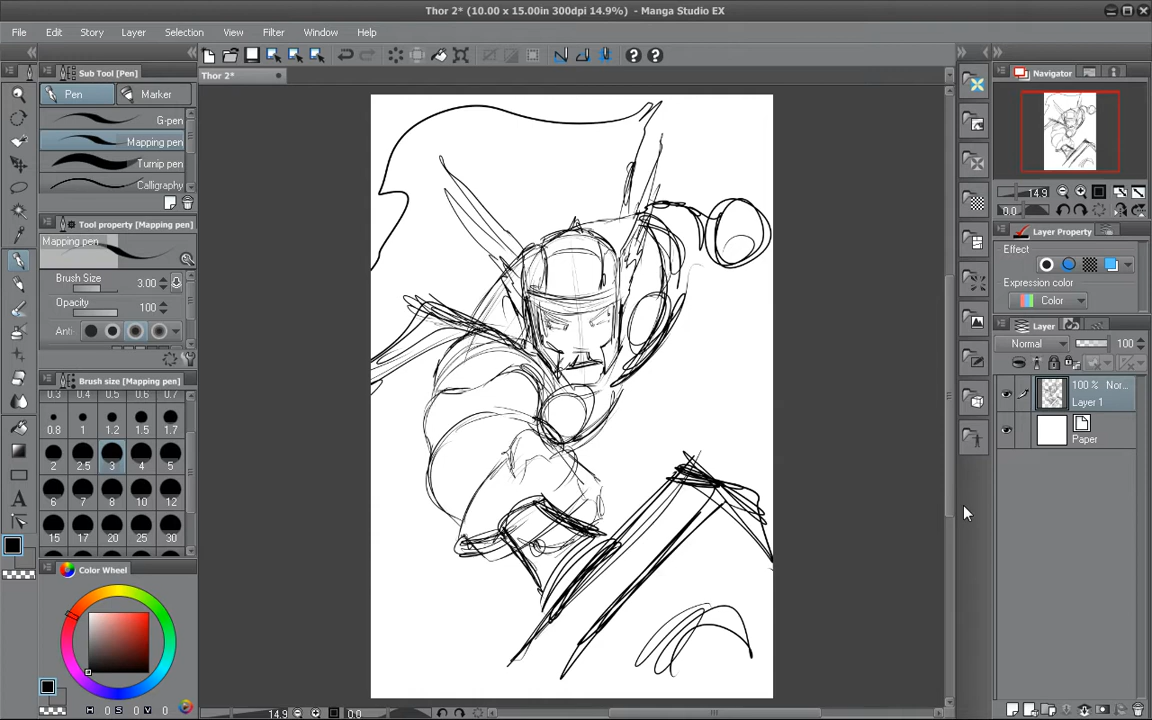 Thor 2* (10.00 x 15.00in 300dpi 14.9%) - Manga Studio EX
File Edit Story Layer Selection View Filter Window Help
Sub Tool [Pen]
Thor 2*
Navigator
Pen Marker
G-pen
Mapping pen
Turnip pen
Calligraphy
14.9
0.0
Tool property [Mapping pen]
Mapping pen
Layer Property
Effect
Brush Size 3.00
Expression color
Color
Opacity 100
Anti
Layer
Normal 100
Brush size [Mapping pen]
0.3 0.4 0.5 0.6 0.7
100 % Nor...
Layer 1
0.8 1 1.2 1.5 1.7
Paper
2 2.5 3 4 5
6 7 8 10 12
15 17 20 25 30
Color Wheel
H 0 S 0 V 0
14.9 0.0